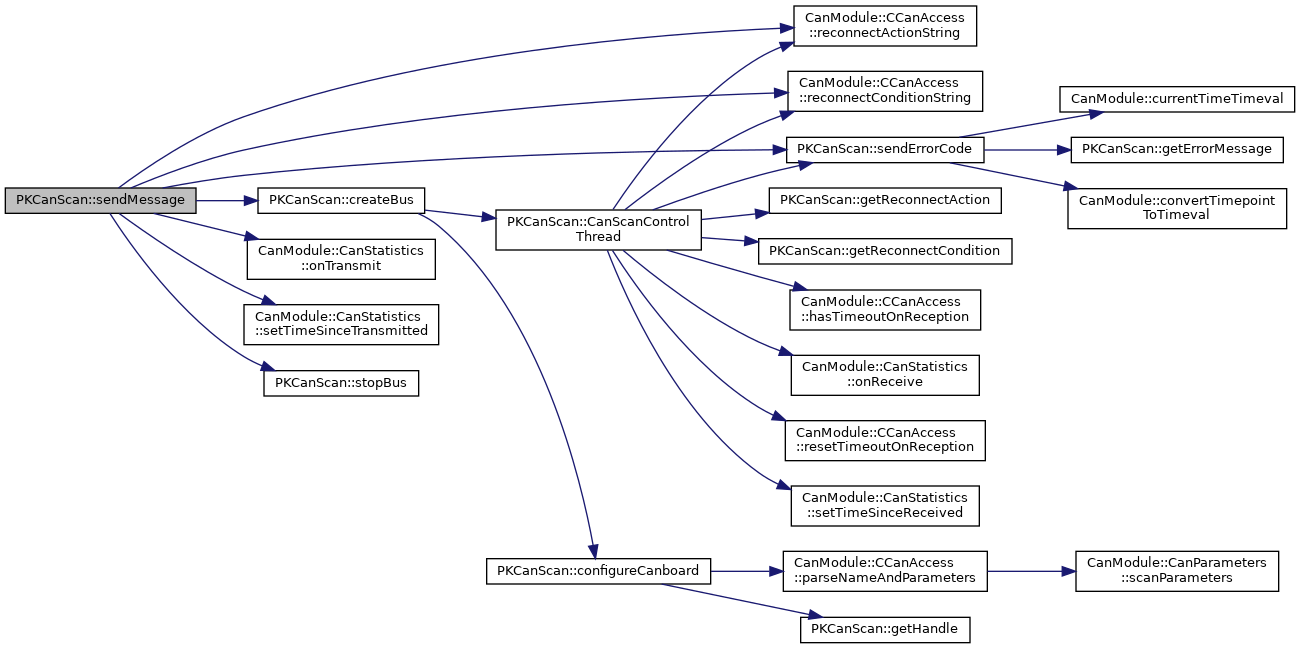 CanModule::CCanAccess
::reconnectActionString
CanModule::CCanAccess
::reconnectConditionString
CanModule::currentTimeTimeval
PKCanScan::sendErrorCode
PKCanScan::getErrorMessage
PKCanScan::sendMessage
PKCanScan::createBus
PKCanScan::getReconnectAction
CanModule::convertTimepoint
ToTimeval
PKCanScan::CanScanControl
Thread
CanModule::CanStatistics
::onTransmit
PKCanScan::getReconnectCondition
CanModule::CCanAccess
::hasTimeoutOnReception
CanModule::CanStatistics
::setTimeSinceTransmitted
CanModule::CanStatistics
::onReceive
PKCanScan::stopBus
CanModule::CCanAccess
::resetTimeoutOnReception
CanModule::CanStatistics
::setTimeSinceReceived
PKCanScan::configureCanboard
CanModule::CCanAccess
::parseNameAndParameters
CanModule::CanParameters
::scanParameters
PKCanScan::getHandle